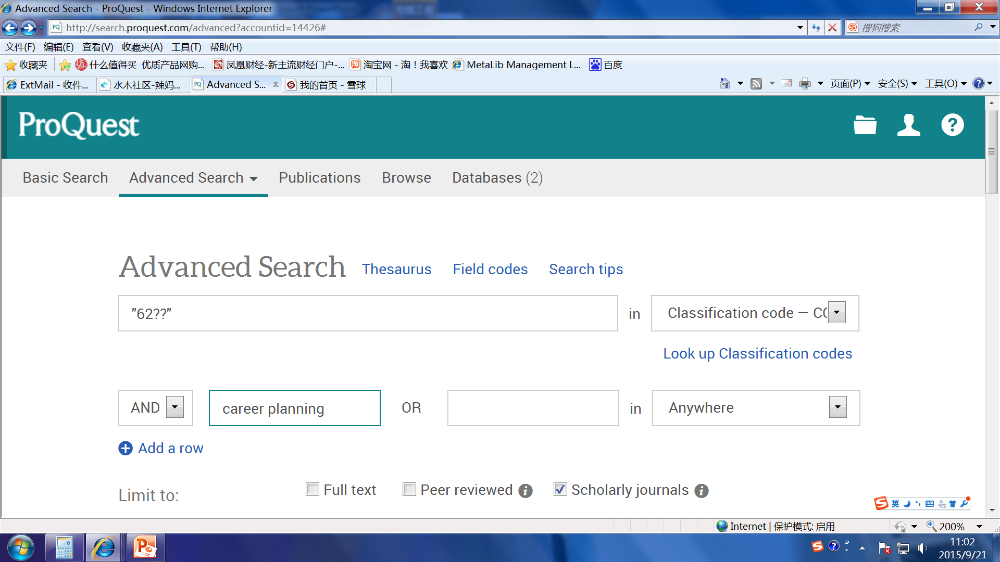 Advanced Search - ProQuest - Windows Internet Explorer
http://search.proquest.com/advanced?accountid=14426#
搜狗搜索
文件(F) 编辑(E) 查看(V) 收藏夹(A) 工具(T) 帮助(H)
收藏夹 什么值得买 优质产品网购... 凤凰财经-新主流财经门户-... 淘宝网 - 淘！我喜欢 MetaLib Management L... 百度
ExtMail - 收件... 水木社区-辣妈... Advanced S... 我的首页 - 雪球 页面(P) 安全(S) 工具(O)
ProQuest
Basic Search Advanced Search Publications Browse Databases (2)
Advanced Search Thesaurus Field codes Search tips
"62??" in Classification code — CC
Look up Classification codes
AND career planning OR in Anywhere
Add a row
Limit to: Full text Peer reviewed Scholarly journals
英
Internet | 保护模式: 启用 200%
11:02
2015/9/21